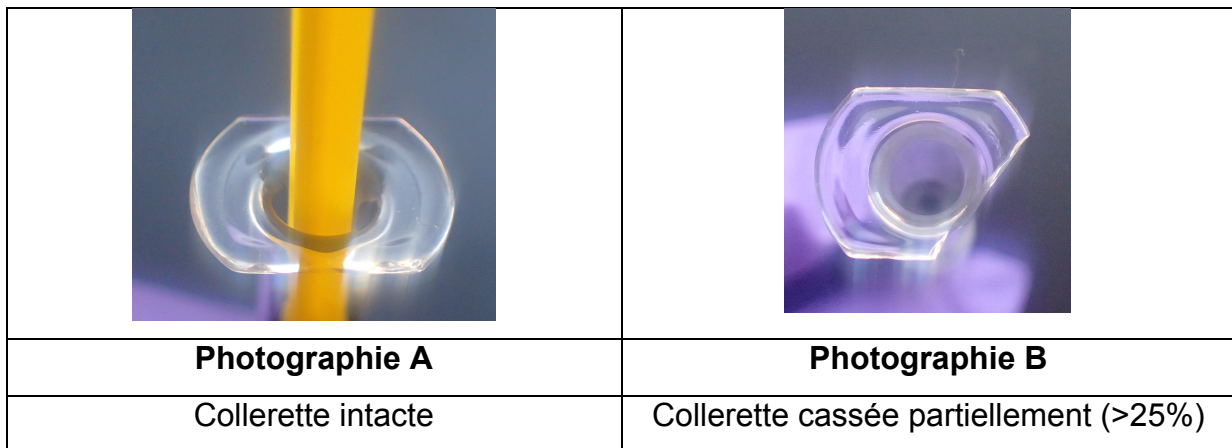 Photographie A
Photographie B
Collerette intacte
Collerette cassée partiellement (>25%)